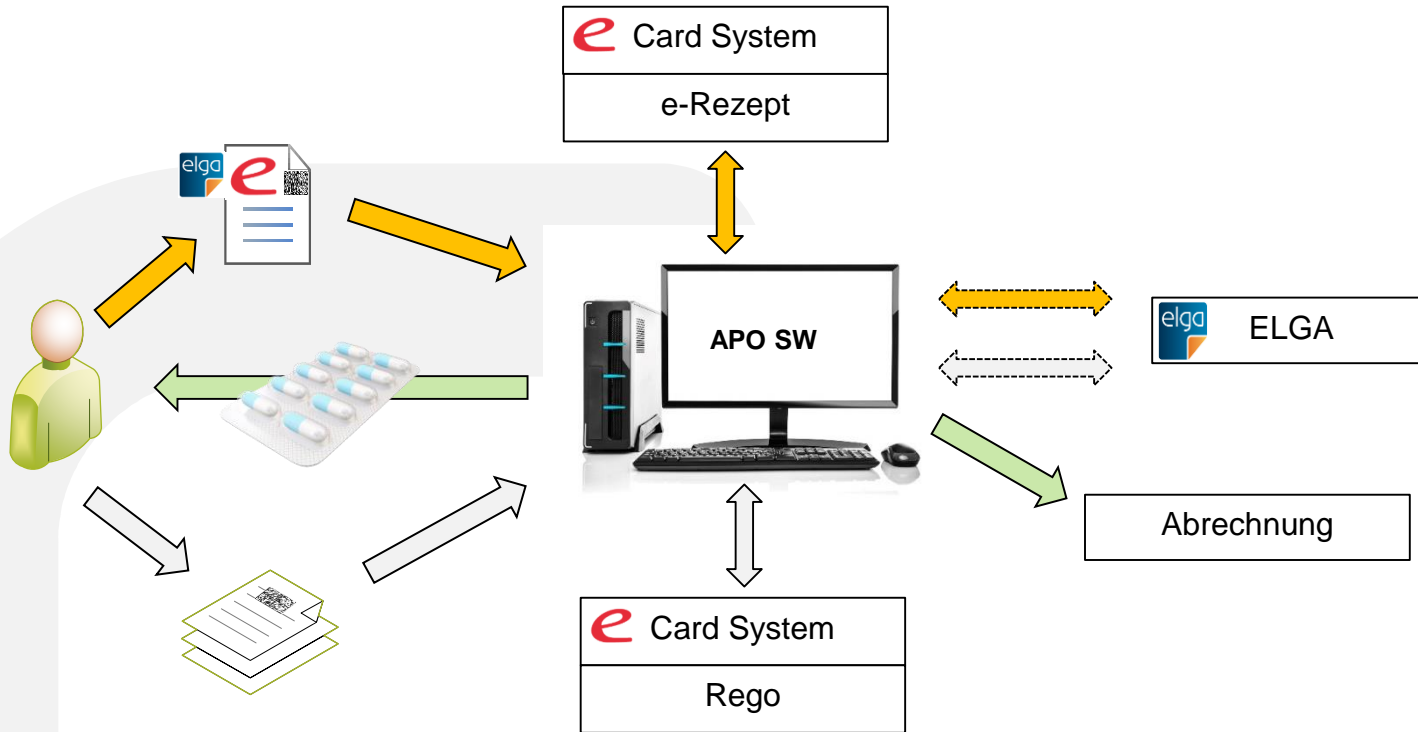 e Card System
e-Rezept
elga
e
APO SW
elga
ELGA
Abrechnung
e Card System
Rego